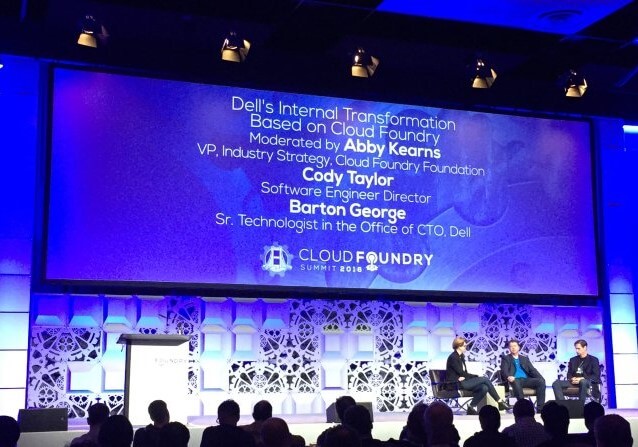 Dell's Internal Transformation
Based on Cloud Foundry
Moderated by Abby Kearns
VP, Industry Strategy, Cloud Foundry Foundation
Cody Taylor
Software Engineer Director
Barton George
Sr. Technologist in the Office of CTO, Dell
CLOUD FOUNDRY
SUMMIT 2016
FOUNDRY